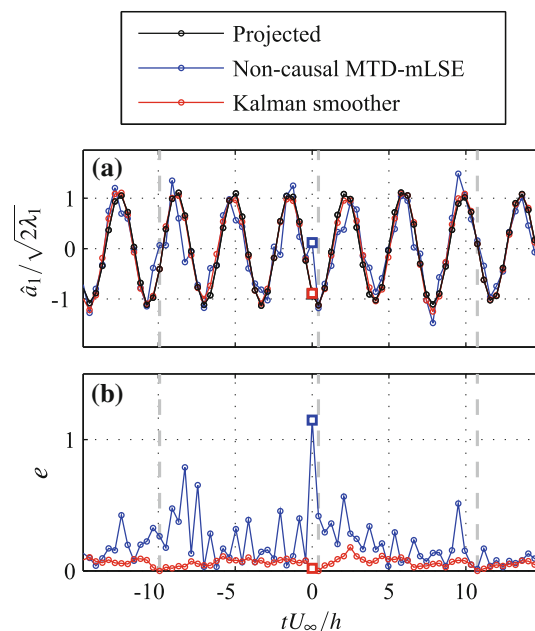 Projected
Non-causal MTD-mLSE
Kalman smoother
(a)
1
0
-1
â₁/√2λ₁
(b)
1
0
e
-10 -5 0 5 10
tU∞/h